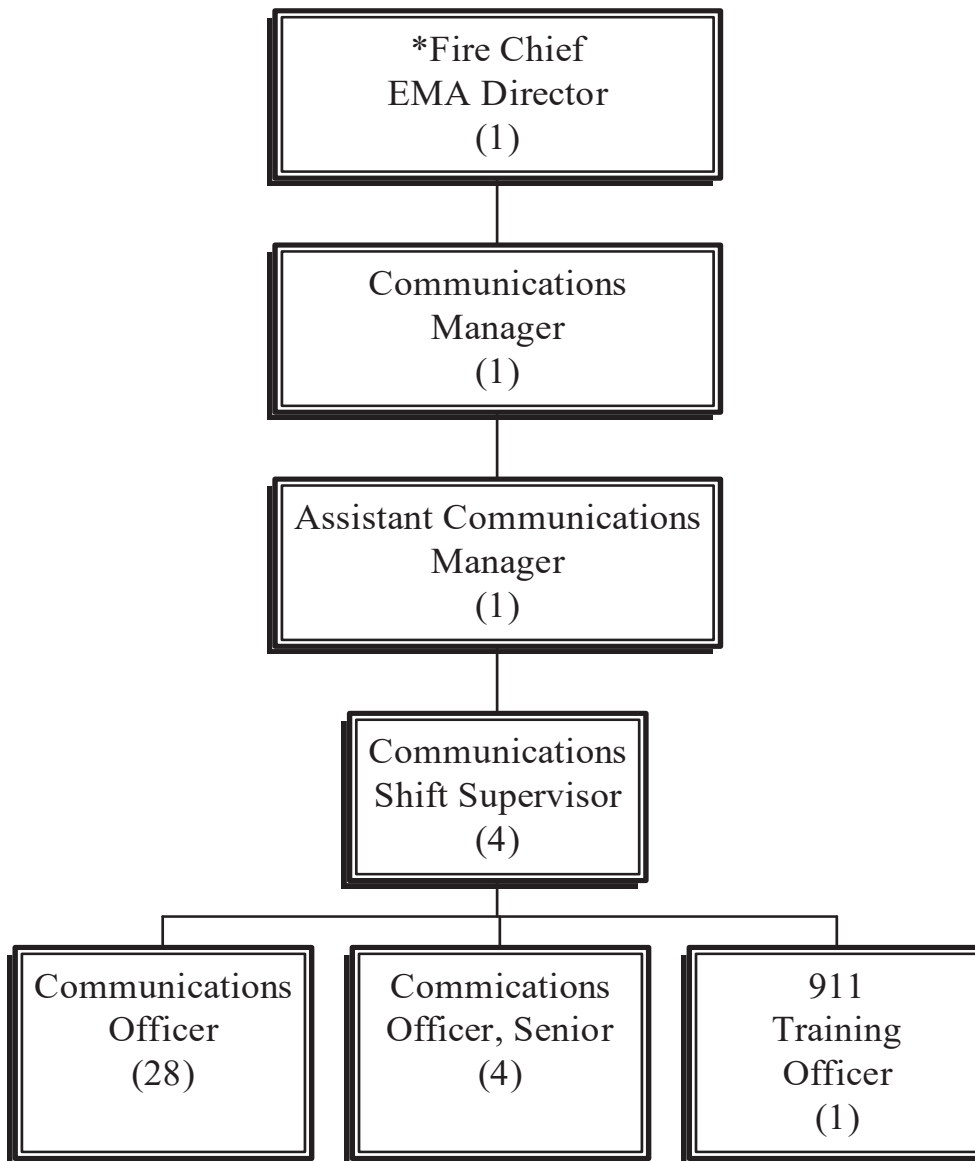 *Fire Chief
EMA Director
(1)
Communications
Manager
(1)
Assistant Communications
Manager
(1)
Communications
Shift Supervisor
(4)
Communications
Officer
(28)
Commications
Officer, Senior
(4)
911
Training
Officer
(1)